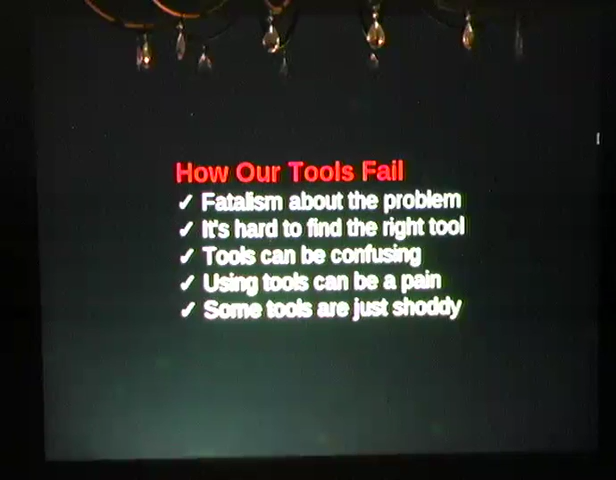 How Our Tools Fail
✓ Fatalism about the problem
✓ It's hard to find the right tool
✓ Tools can be confusing
✓ Using tools can be a pain
✓ Some tools are just shoddy